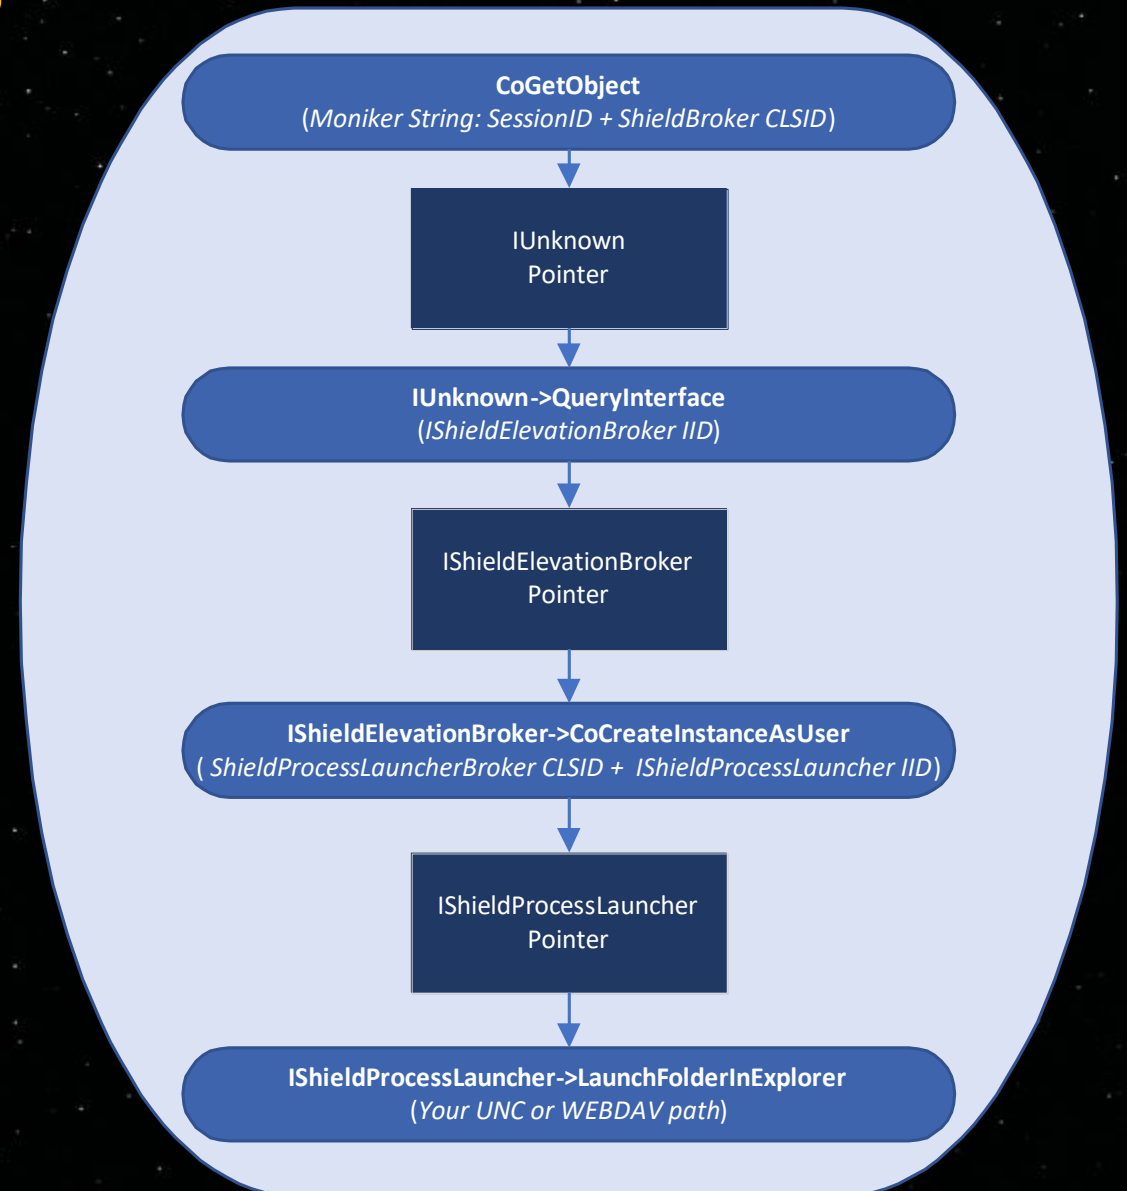 CoGetObject
(Moniker String: SessionID + ShieldBroker CLSID)
IUnknown
Pointer
IUnknown->QueryInterface
(IShieldElevationBroker IID)
IShieldElevationBroker
Pointer
IShieldElevationBroker->CoCreateInstanceAsUser
( ShieldProcessLauncherBroker CLSID + IShieldProcessLauncher IID)
IShieldProcessLauncher
Pointer
IShieldProcessLauncher->LaunchFolderInExplorer
(Your UNC or WEBDAV path)